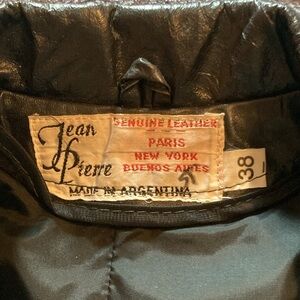 Jean Pierre
GENUINE LEATHER
PARIS
NEW YORK
BUENOS AIRES
MADE IN ARGENTINA
38